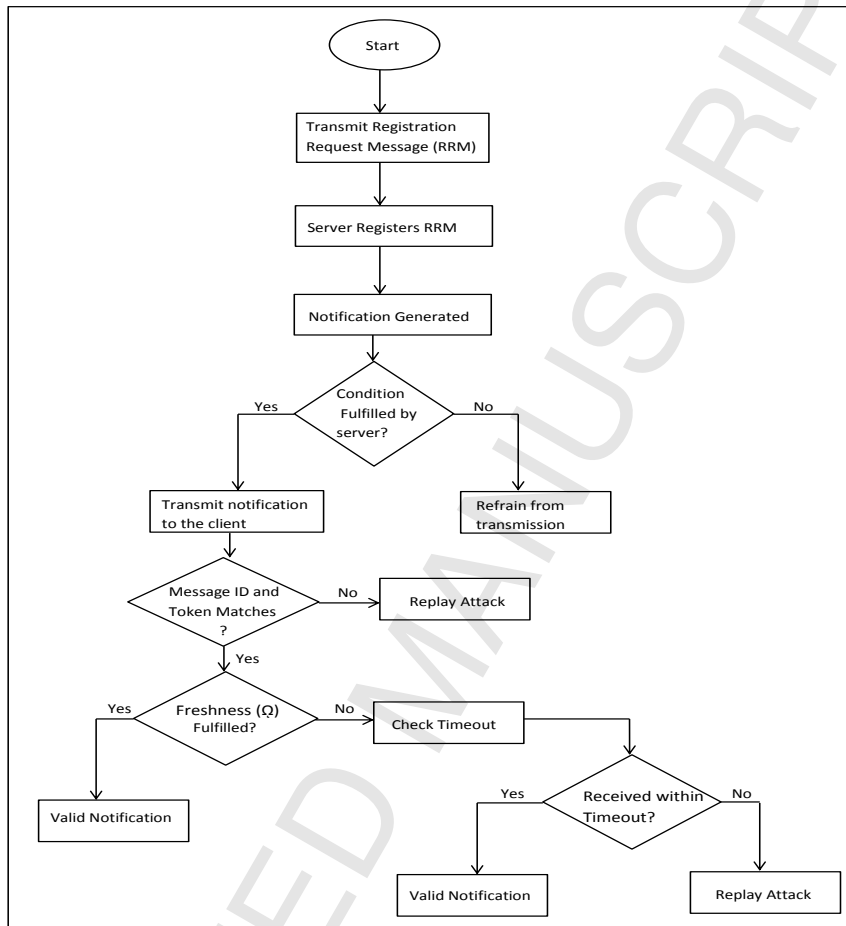 Start
Transmit Registration
Request Message (RRM)
Server Registers RRM
Notification Generated
Condition
Fulfilled by
server?
Yes
No
Transmit notification
to the client
Refrain from
transmission
Message ID and
Token Matches
?
No
Replay Attack
Yes
Yes
Freshness (Ω)
Fulfilled?
No
Check Timeout
Valid Notification
Yes
Received within
Timeout?
No
Valid Notification
Replay Attack
ED MANUSCRIP